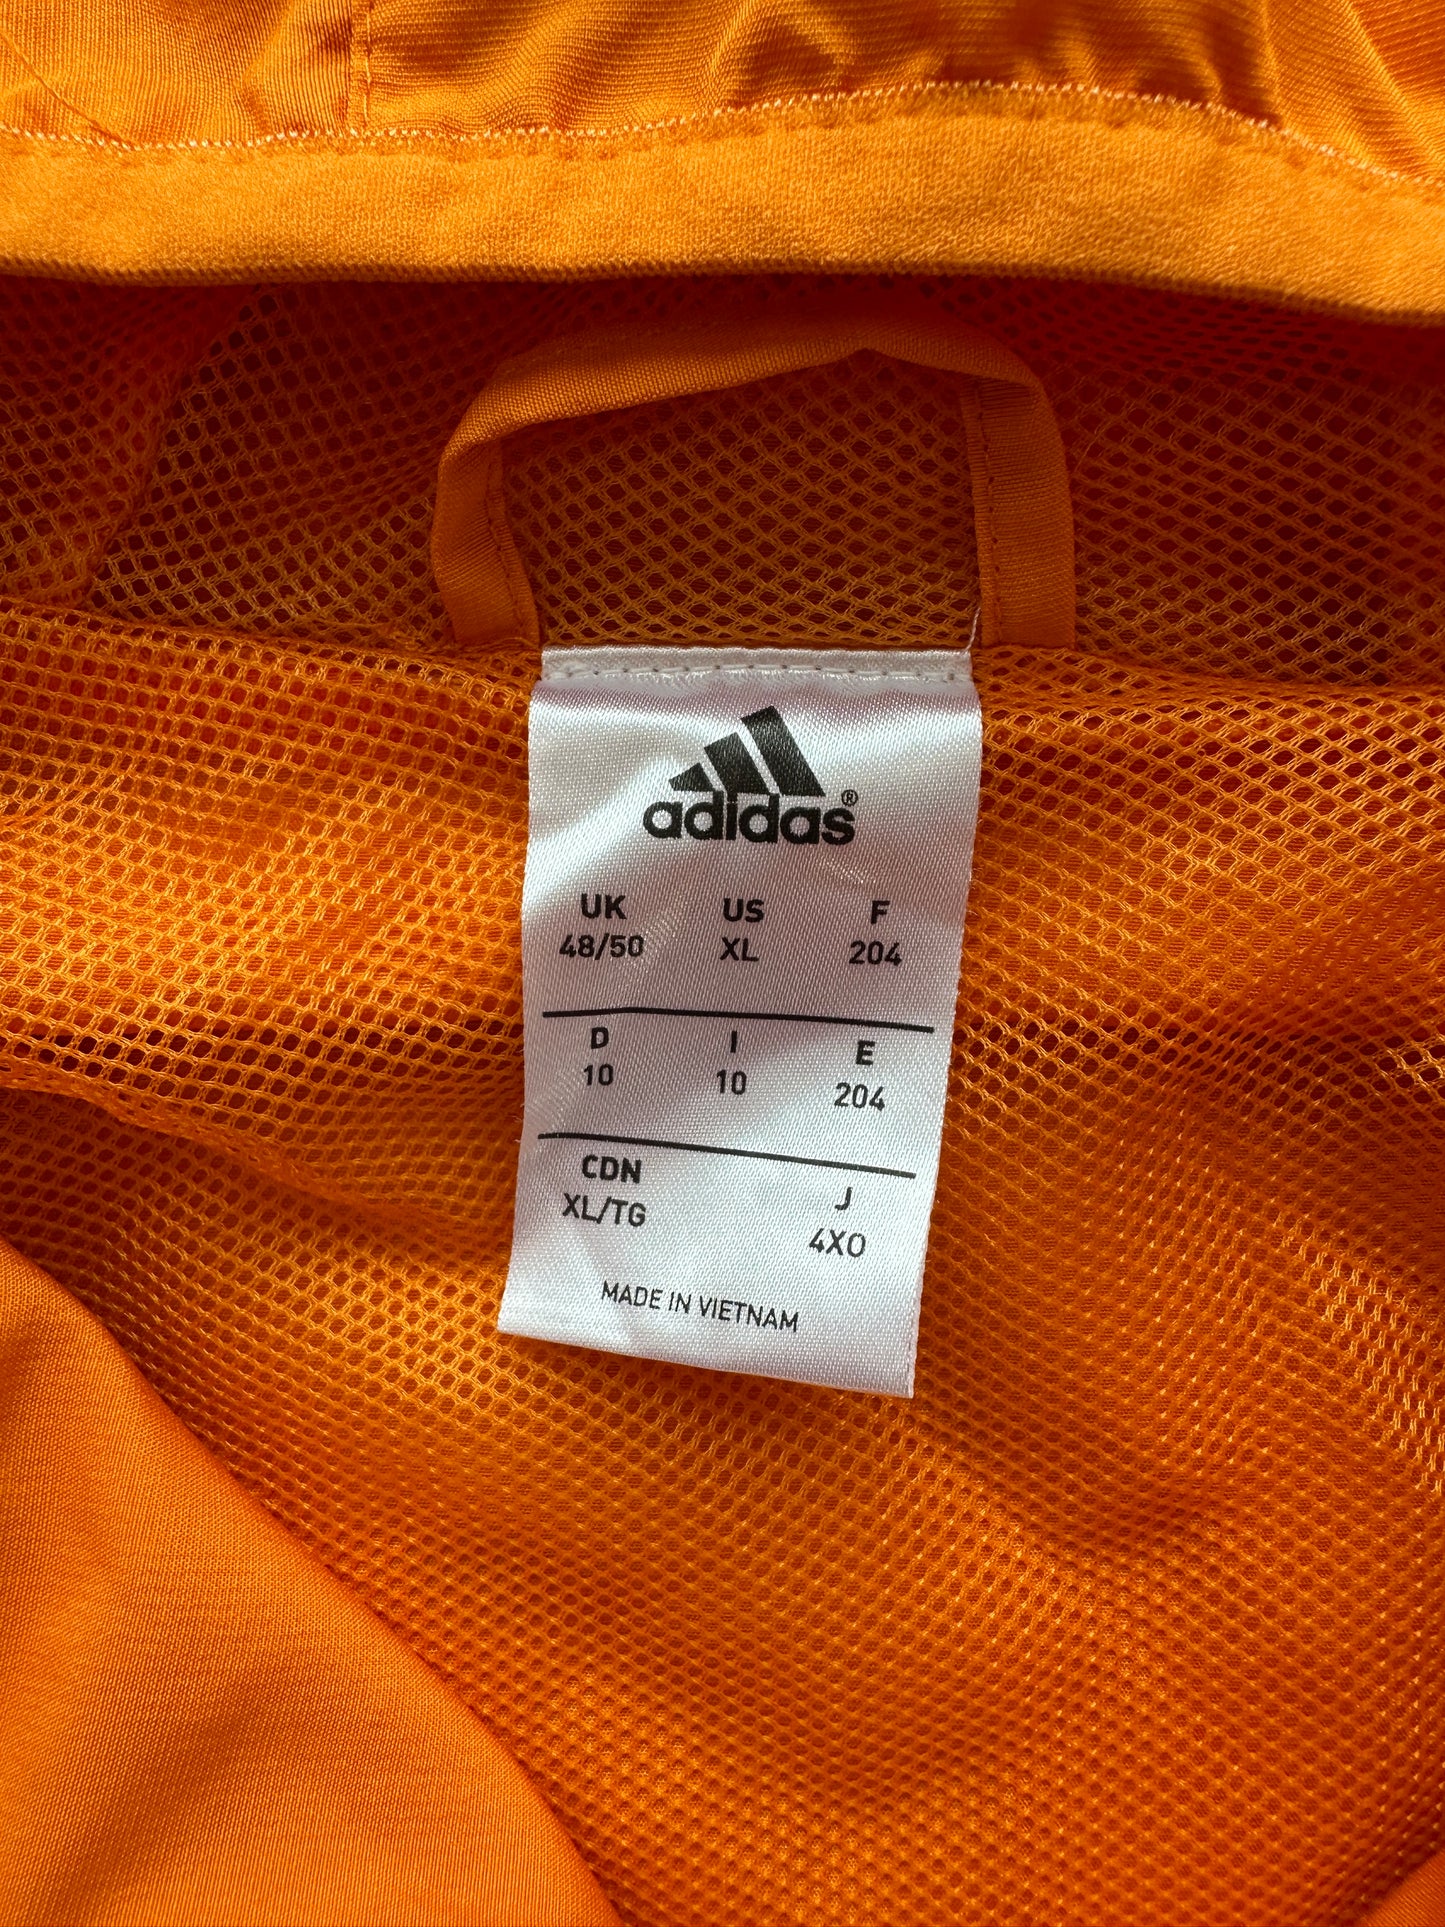 adidas®
UK US F
48/50 XL 204
D I E
10 10 204
CDN J
XL/TG 4XO
MADE IN VIETNAM